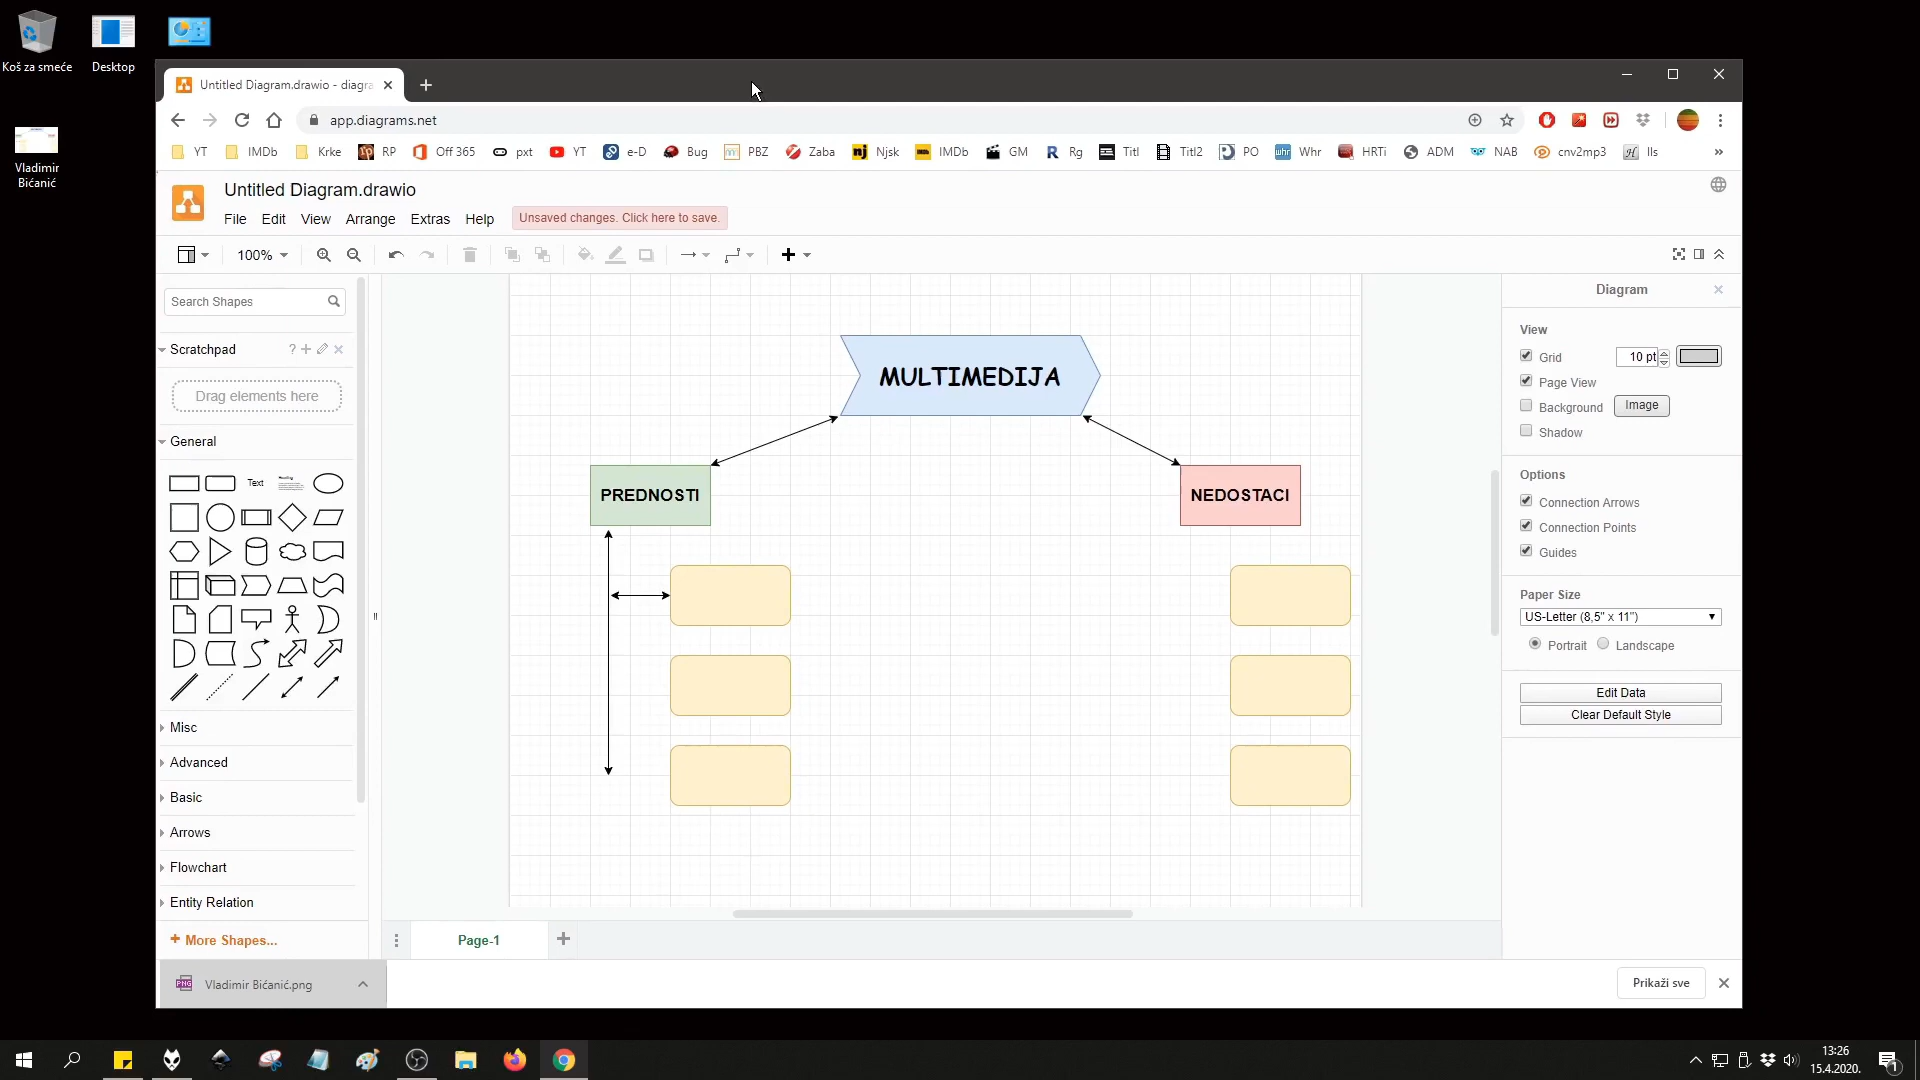 Koš za smeće
Desktop
Vladimir
Bićanić
Untitled Diagram.drawio - diagra
app.diagrams.net
YT
IMDb
Krke
RP
Off 365
pxt
YT
e-D
Bug
PBZ
Zaba
Njsk
IMDb
GM
Rg
Titl
Titl2
PO
Whr
HRTi
ADM
NAB
cnv2mp3
Ils
»
Untitled Diagram.drawio
File Edit View Arrange Extras Help
Unsaved changes. Click here to save.
100%
Search Shapes
Scratchpad
?
Drag elements here
General
Text
Misc
Advanced
Basic
Arrows
Flowchart
Entity Relation
+ More Shapes...
MULTIMEDIJA
PREDNOSTI
NEDOSTACI
Diagram
View
Grid
10 pt
Page View
Background
Image
Shadow
Options
Connection Arrows
Connection Points
Guides
Paper Size
US-Letter (8,5" x 11")
Portrait
Landscape
Edit Data
Clear Default Style
Page-1
PNG
Vladimir Bićanić.png
Prikaži sve
13:26
15.4.2020.
1